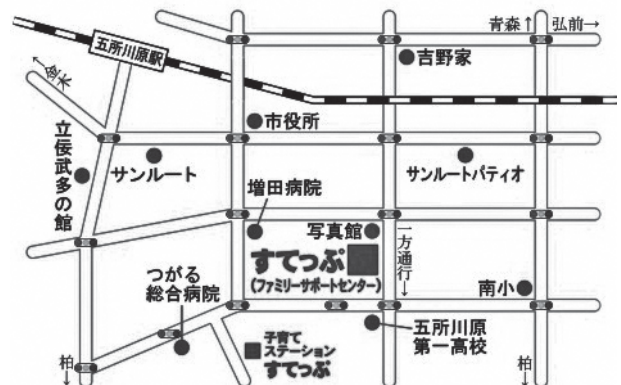 青森↑
弘前→
五所川原駅
←金木
吉野家
市役所
立佞武多の館
サンルート
サンルートパティオ
増田病院
写真館
すてっぷ
(ファミリーサポートセンター)
一方通行→
つがる
総合病院
南小
五所川原
第一高校
子育て
ステーション
すてっぷ
柏→
柏→